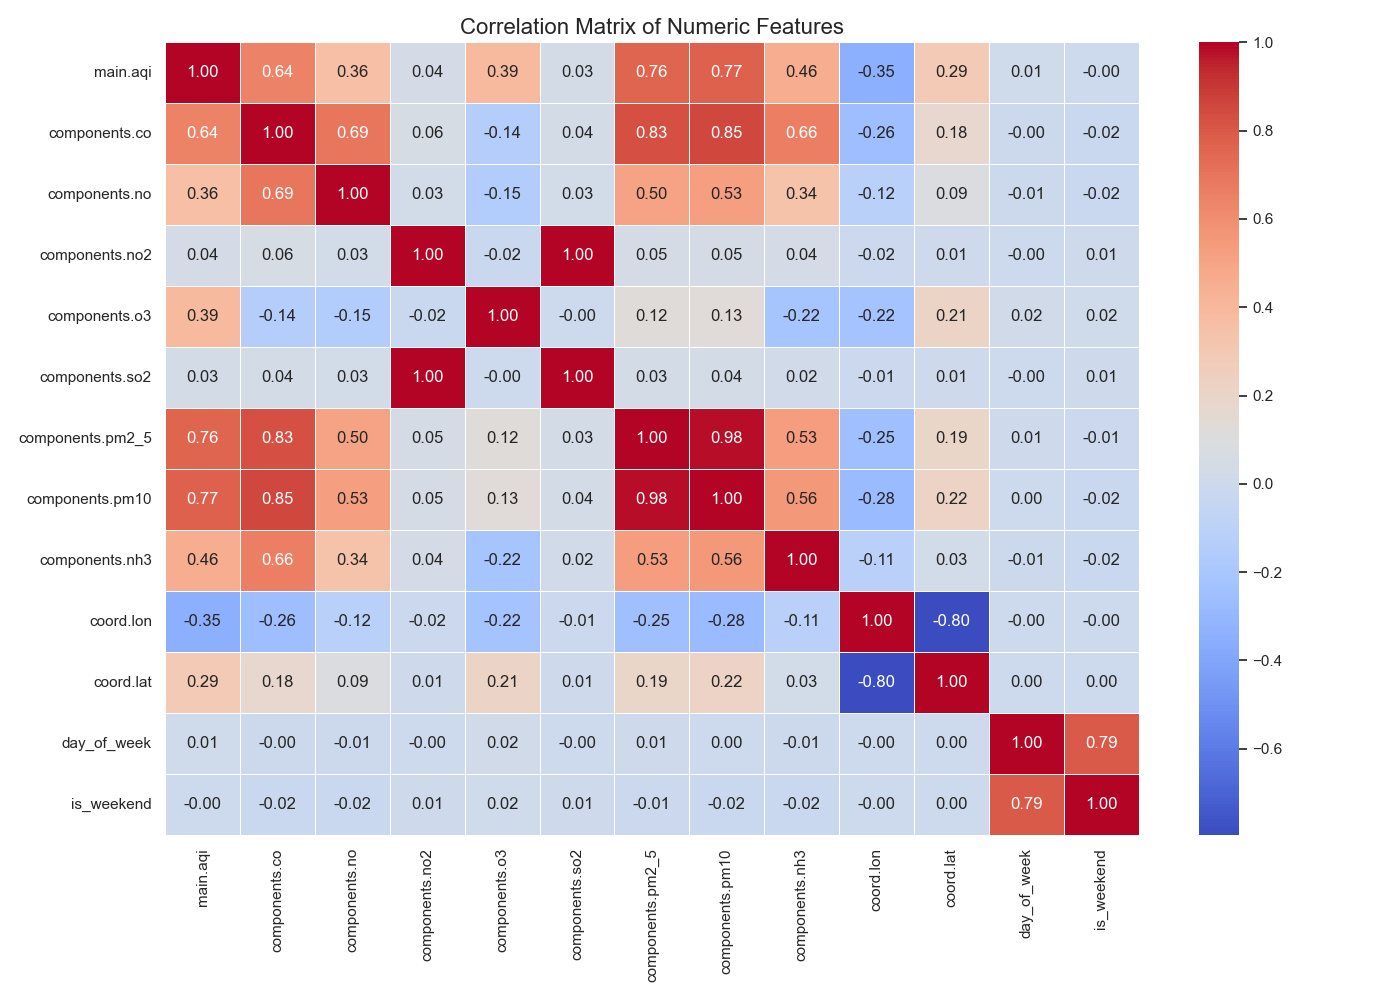 Correlation Matrix of Numeric Features
main.aqi 1.00 0.64 0.36 0.04 0.39 0.03 0.76 0.77 0.46 -0.35 0.29 0.01 -0.00
components.co 0.64 1.00 0.69 0.06 -0.14 0.04 0.83 0.85 0.66 -0.26 0.18 -0.00 -0.02
components.no 0.36 0.69 1.00 0.03 -0.15 0.03 0.50 0.53 0.34 -0.12 0.09 -0.01 -0.02
components.no2 0.04 0.06 0.03 1.00 -0.02 1.00 0.05 0.05 0.04 -0.02 0.01 -0.00 0.01
components.o3 0.39 -0.14 -0.15 -0.02 1.00 -0.00 0.12 0.13 -0.22 -0.22 0.21 0.02 0.02
components.so2 0.03 0.04 0.03 1.00 -0.00 1.00 0.03 0.04 0.02 -0.01 0.01 -0.00 0.01
components.pm2_5 0.76 0.83 0.50 0.05 0.12 0.03 1.00 0.98 0.53 -0.25 0.19 0.01 -0.01
components.pm10 0.77 0.85 0.53 0.05 0.13 0.04 0.98 1.00 0.56 -0.28 0.22 0.00 -0.02
components.nh3 0.46 0.66 0.34 0.04 -0.22 0.02 0.53 0.56 1.00 -0.11 0.03 -0.01 -0.02
coord.lon -0.35 -0.26 -0.12 -0.02 -0.22 -0.01 -0.25 -0.28 -0.11 1.00 -0.80 -0.00 -0.00
coord.lat 0.29 0.18 0.09 0.01 0.21 0.01 0.19 0.22 0.03 -0.80 1.00 0.00 0.00
day_of_week 0.01 -0.00 -0.01 -0.00 0.02 -0.00 0.01 0.00 -0.01 -0.00 0.00 1.00 0.79
is_weekend -0.00 -0.02 -0.02 0.01 0.02 0.01 -0.01 -0.02 -0.02 -0.00 0.00 0.79 1.00
main.aqi
components.co
components.no
components.no2
components.o3
components.so2
components.pm2_5
components.pm10
components.nh3
coord.lon
coord.lat
day_of_week
is_weekend
1.0
0.8
0.6
0.4
0.2
0.0
−0.2
−0.4
−0.6